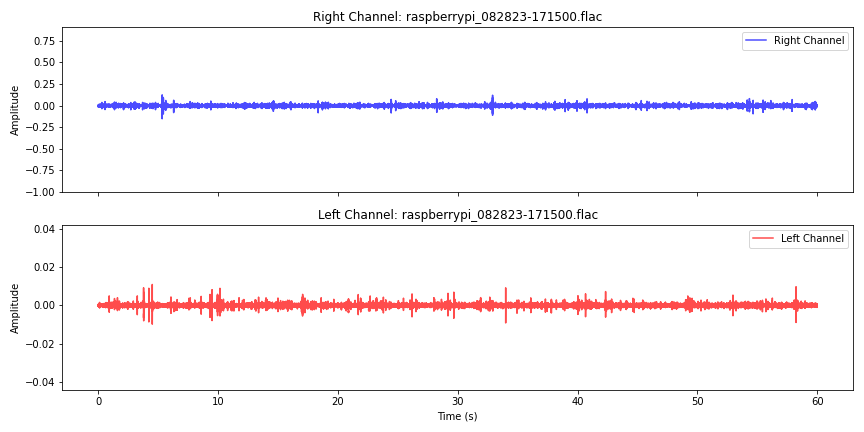 Right Channel: raspberrypi_082823-171500.flac
Right Channel
Amplitude
0.75
0.50
0.25
0.00
−0.25
−0.50
−0.75
−1.00
Left Channel: raspberrypi_082823-171500.flac
Left Channel
Amplitude
0.04
0.02
0.00
−0.02
−0.04
0 10 20 30 40 50 60
Time (s)